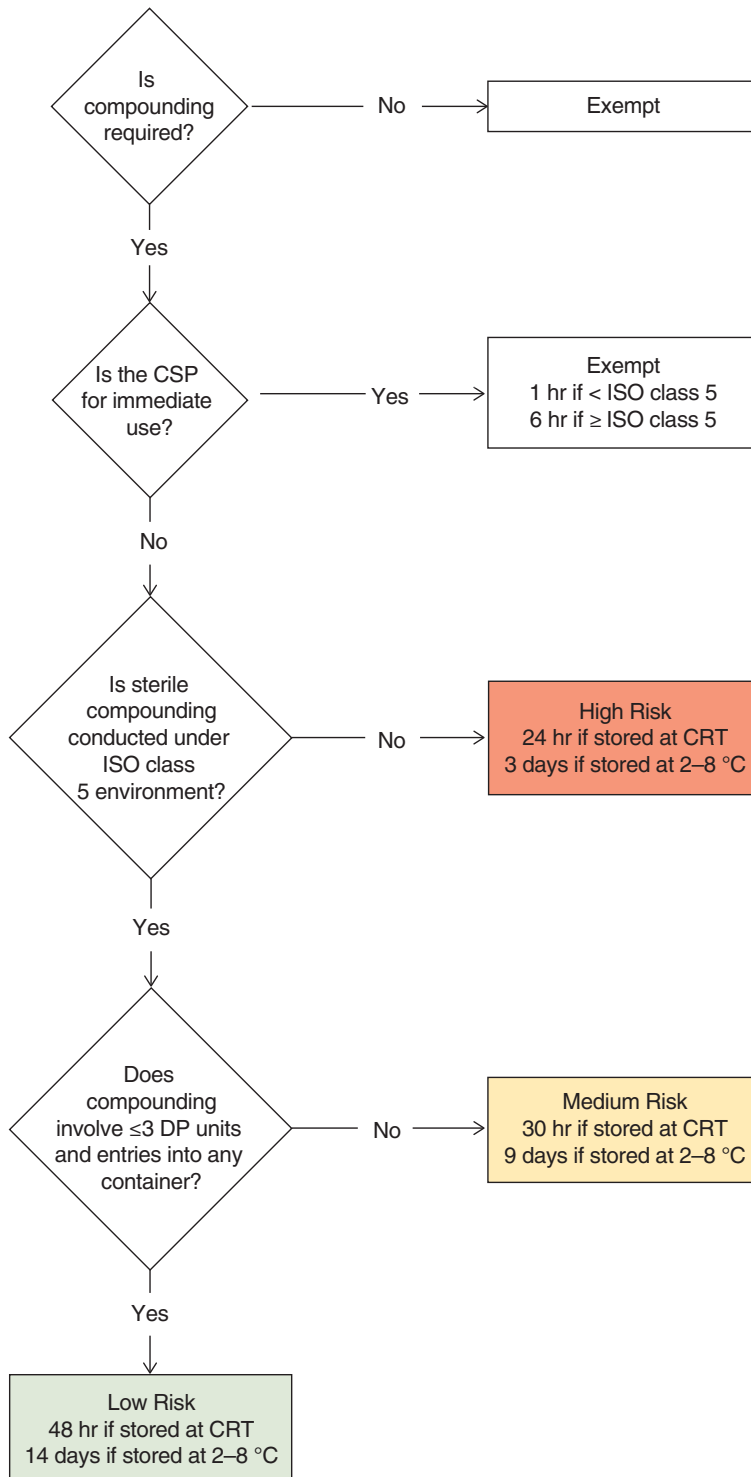 Is
compounding
required?
No
Exempt
Yes
Is the CSP
for immediate
use?
Yes
Exempt
1 hr if < ISO class 5
6 hr if ≥ ISO class 5
No
Is sterile
compounding
conducted under
ISO class
5 environment?
No
High Risk
24 hr if stored at CRT
3 days if stored at 2–8 °C
Yes
Does
compounding
involve ≤3 DP units
and entries into any
container?
No
Medium Risk
30 hr if stored at CRT
9 days if stored at 2–8 °C
Yes
Low Risk
48 hr if stored at CRT
14 days if stored at 2–8 °C